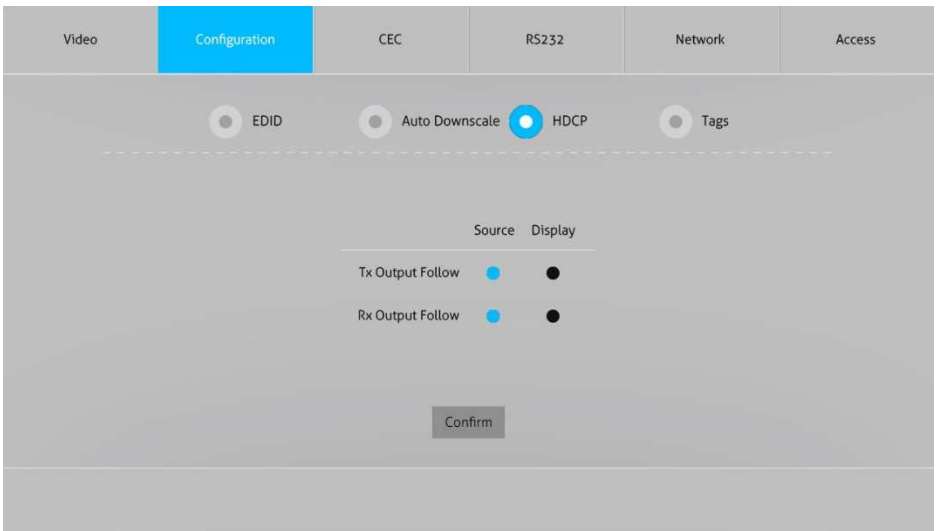 Video Configuration CEC RS232 Network Access
EDID Auto Downscale HDCP Tags
Source Display
Tx Output Follow
Rx Output Follow
Confirm